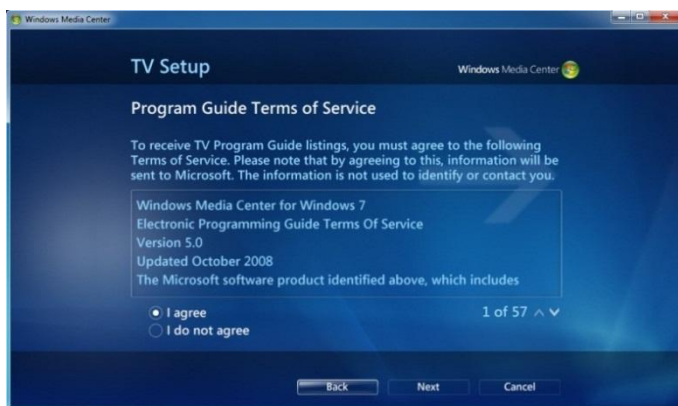 Windows Media Center
TV Setup
Windows Media Center
Program Guide Terms of Service
To receive TV Program Guide listings, you must agree to the following
Terms of Service. Please note that by agreeing to this, information will be
sent to Microsoft. The information is not used to identify or contact you.
Windows Media Center for Windows 7
Electronic Programming Guide Terms Of Service
Version 5.0
Updated October 2008
The Microsoft software product identified above, which includes
I agree
1 of 57
I do not agree
Back Next Cancel